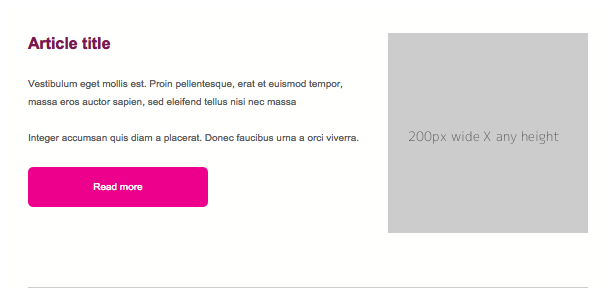 Article title
Vestibulum eget mollis est. Proin pellentesque, erat et euismod tempor,
massa eros auctor sapien, sed eleifend tellus nisi nec massa
Integer accumsan quis diam a placerat. Donec faucibus urna a orci viverra.
Read more
200px wide X any height